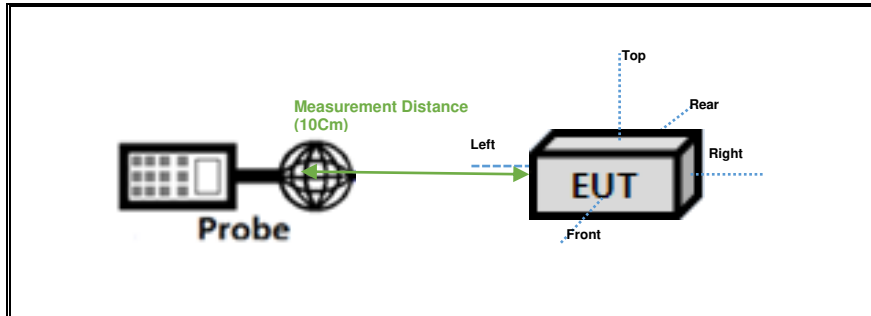 Top
Measurement Distance
(10Cm)
Rear
Left
Right
EUT
Probe
Front